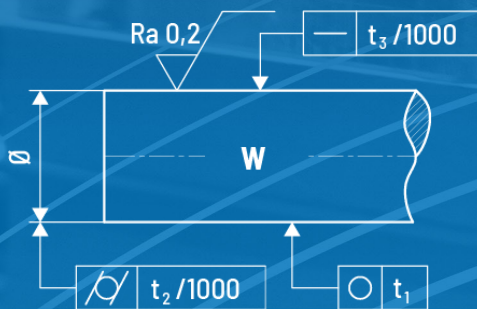 Ra 0,2
— t₃/1000
Ø
W
⌭ t₂/1000
○ t₁